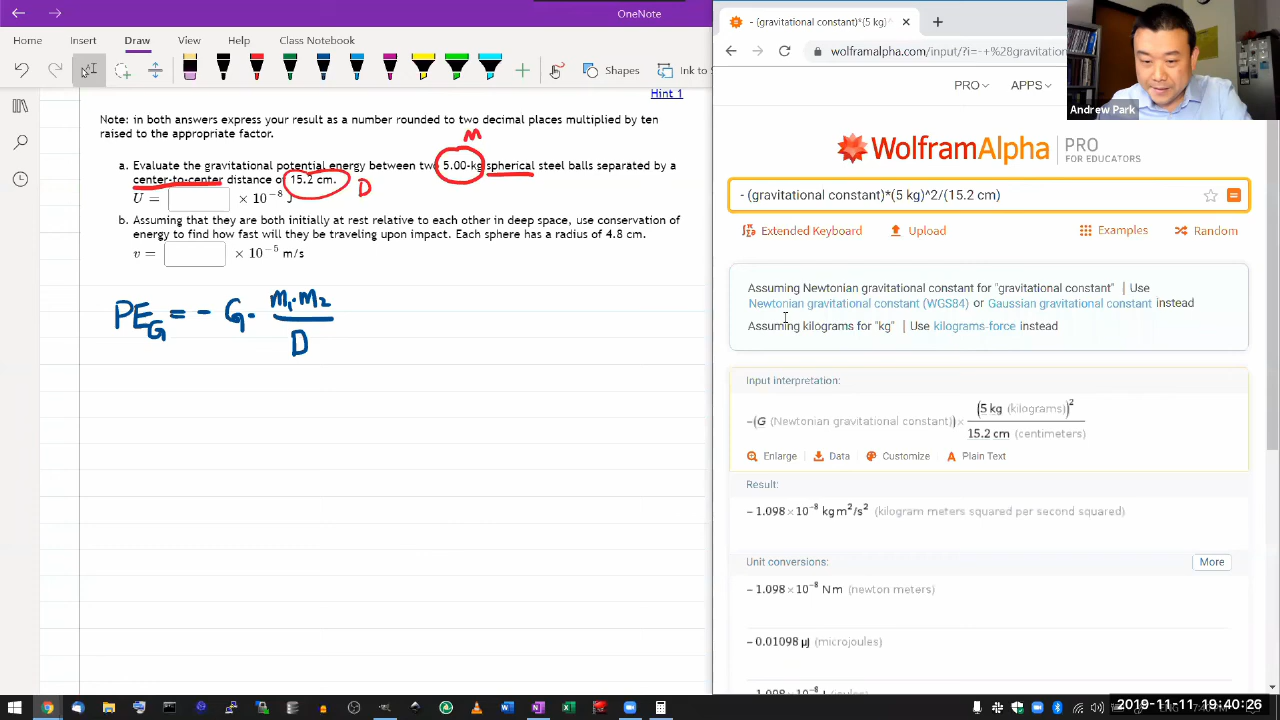 OneNote
Home Insert Draw View Help Class Notebook
Shapes Ink to
Hint 1
Note: in both answers express your result as a number rounded to two decimal places multiplied by ten
raised to the appropriate factor.
M
a. Evaluate the gravitational potential energy between two 5.00-kg spherical steel balls separated by a
center-to-center distance of 15.2 cm.
D
U = × 10⁻⁸ J
b. Assuming that they are both initially at rest relative to each other in deep space, use conservation of
energy to find how fast will they be traveling upon impact. Each sphere has a radius of 4.8 cm.
v = × 10⁻⁵ m/s
PE_G = - G · m₁·m₂ / D
- (gravitational constant)*(5 kg)^
wolframalpha.com/input/?i=-+%28gravitation
PRO APPS
Andrew Park
WolframAlpha PRO
FOR EDUCATORS
- (gravitational constant)*(5 kg)^2/(15.2 cm)
Extended Keyboard Upload Examples Random
Assuming Newtonian gravitational constant for "gravitational constant" | Use
Newtonian gravitational constant (WGS84) or Gaussian gravitational constant instead
Assuming kilograms for "kg" | Use kilograms-force instead
Input interpretation:
-(G (Newtonian gravitational constant)) × (5 kg (kilograms))² / 15.2 cm (centimeters)
Enlarge Data Customize Plain Text
Result:
-1.098×10⁻⁸ kg m²/s² (kilogram meters squared per second squared)
Unit conversions: More
-1.098×10⁻⁸ N m (newton meters)
-0.01098 µJ (microjoules)
2019-11-11 19:40:26